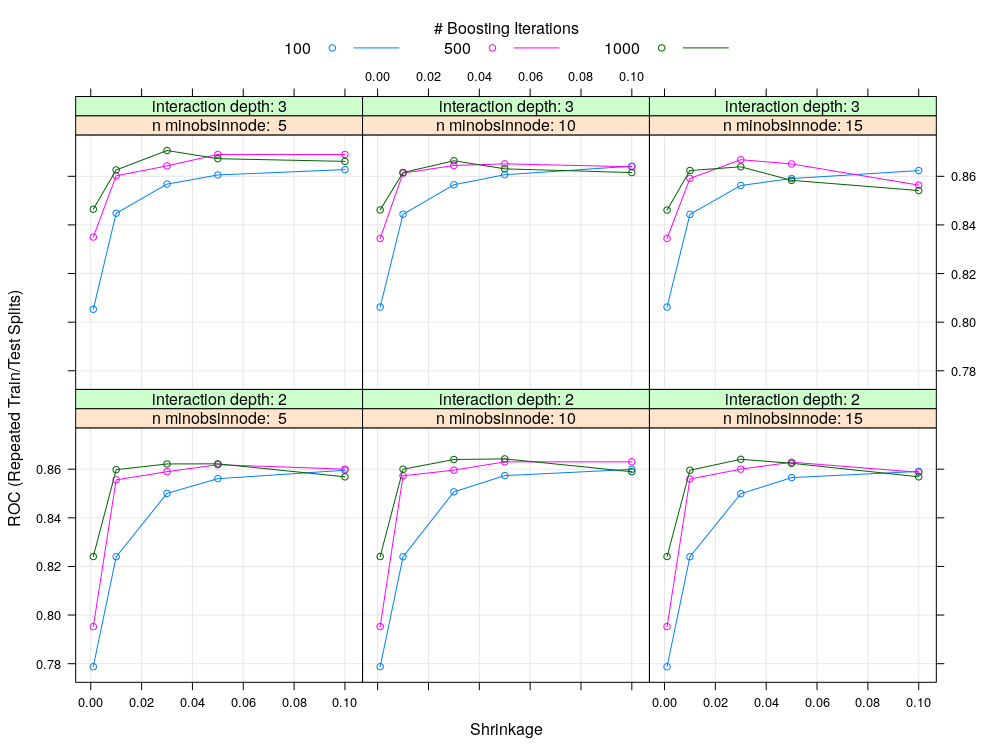 # Boosting Iterations
100 500 1000
0.00 0.02 0.04 0.06 0.08 0.10
interaction depth: 3 interaction depth: 3 interaction depth: 3
n minobsinnode: 5 n minobsinnode: 10 n minobsinnode: 15
0.86
0.84
0.82
0.80
0.78
interaction depth: 2 interaction depth: 2 interaction depth: 2
n minobsinnode: 5 n minobsinnode: 10 n minobsinnode: 15
0.86
0.84
0.82
0.80
0.78
ROC (Repeated Train/Test Splits)
0.00 0.02 0.04 0.06 0.08 0.10 0.00 0.02 0.04 0.06 0.08 0.10
Shrinkage